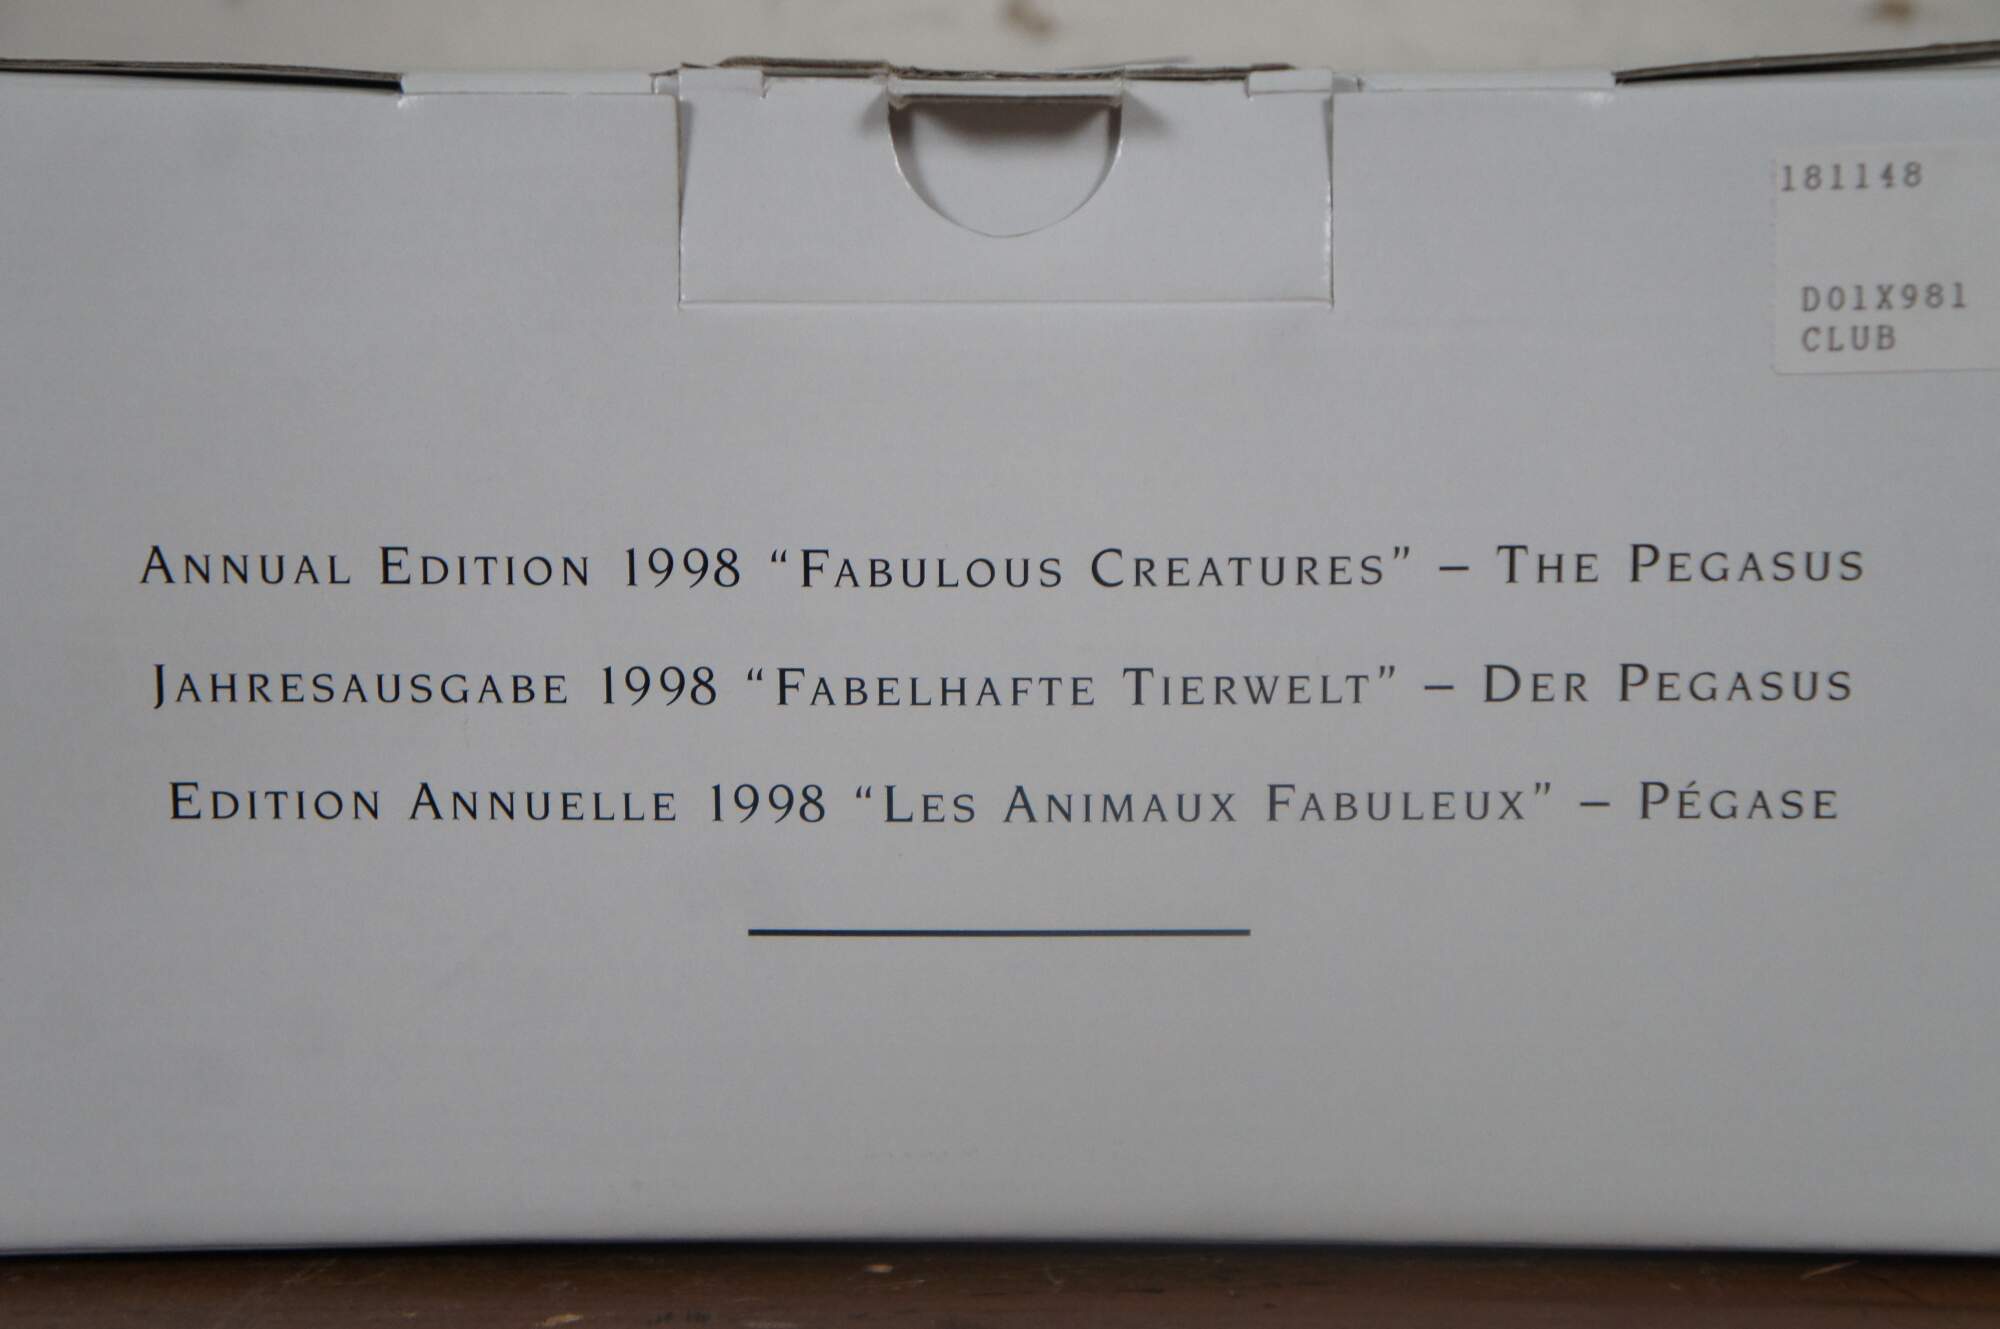 181148
D01X981
CLUB
ANNUAL EDITION 1998 “FABULOUS CREATURES” – THE PEGASUS
JAHRESAUSGABE 1998 “FABELHAFTE TIERWELT” – DER PEGASUS
EDITION ANNUELLE 1998 “LES ANIMAUX FABULEUX” – PÉGASE